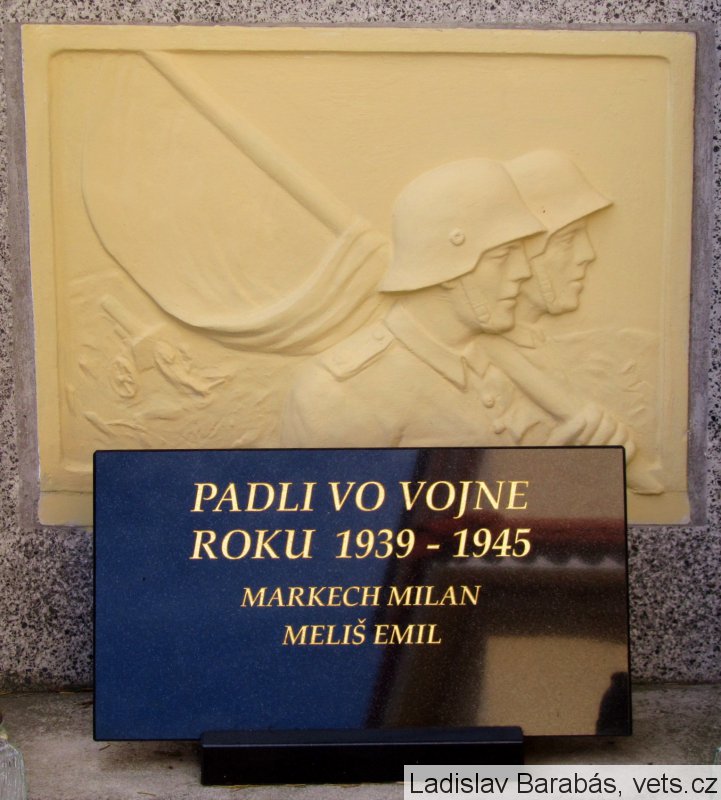 PADLI VO VOJNE
ROKU 1939 - 1945
MARKECH MILAN
MELIŠ EMIL
Ladislav Barabás, vets.cz